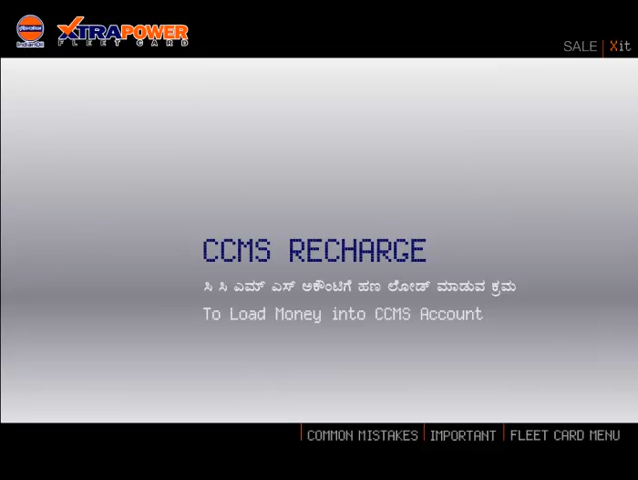 IndianOil
XTRAPOWER
FLEET CARD
SALE | Xit
CCMS RECHARGE
ಸಿ ಸಿ ಎಮ್ ಎಸ್ ಅಕೌಂಟಿಗೆ ಹಣ ಲೋಡ್ ಮಾಡುವ ಕ್ರಮ
To Load Money into CCMS Account
COMMON MISTAKES | IMPORTANT | FLEET CARD MENU